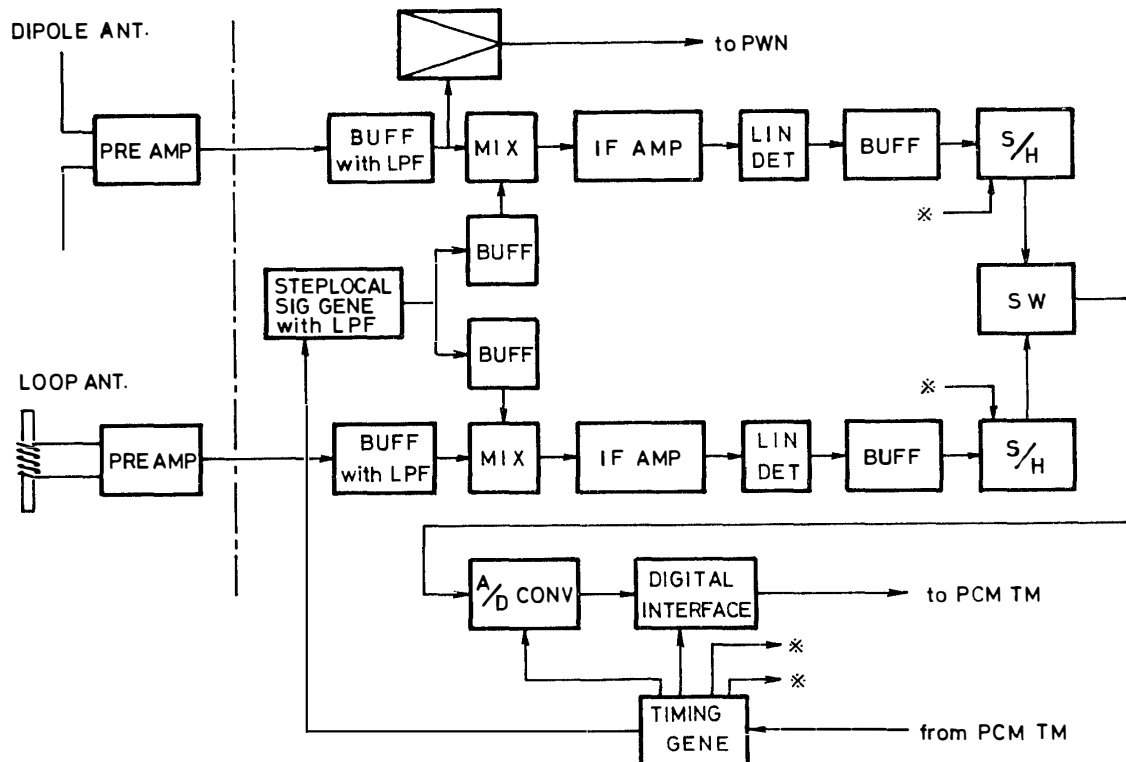 DIPOLE ANT.
to PWN
PRE AMP
BUFF
with LPF
MIX
IF AMP
LIN
DET
BUFF
S/H
※
BUFF
STEPLOCAL
SIG GENE
with LPF
SW
BUFF
LOOP ANT.
※
PREAMP
BUFF
with LPF
MIX
IF AMP
LIN
DET
BUFF
S/H
A/D CONV
DIGITAL
INTERFACE
to PCM TM
※
※
TIMING
GENE
from PCM TM